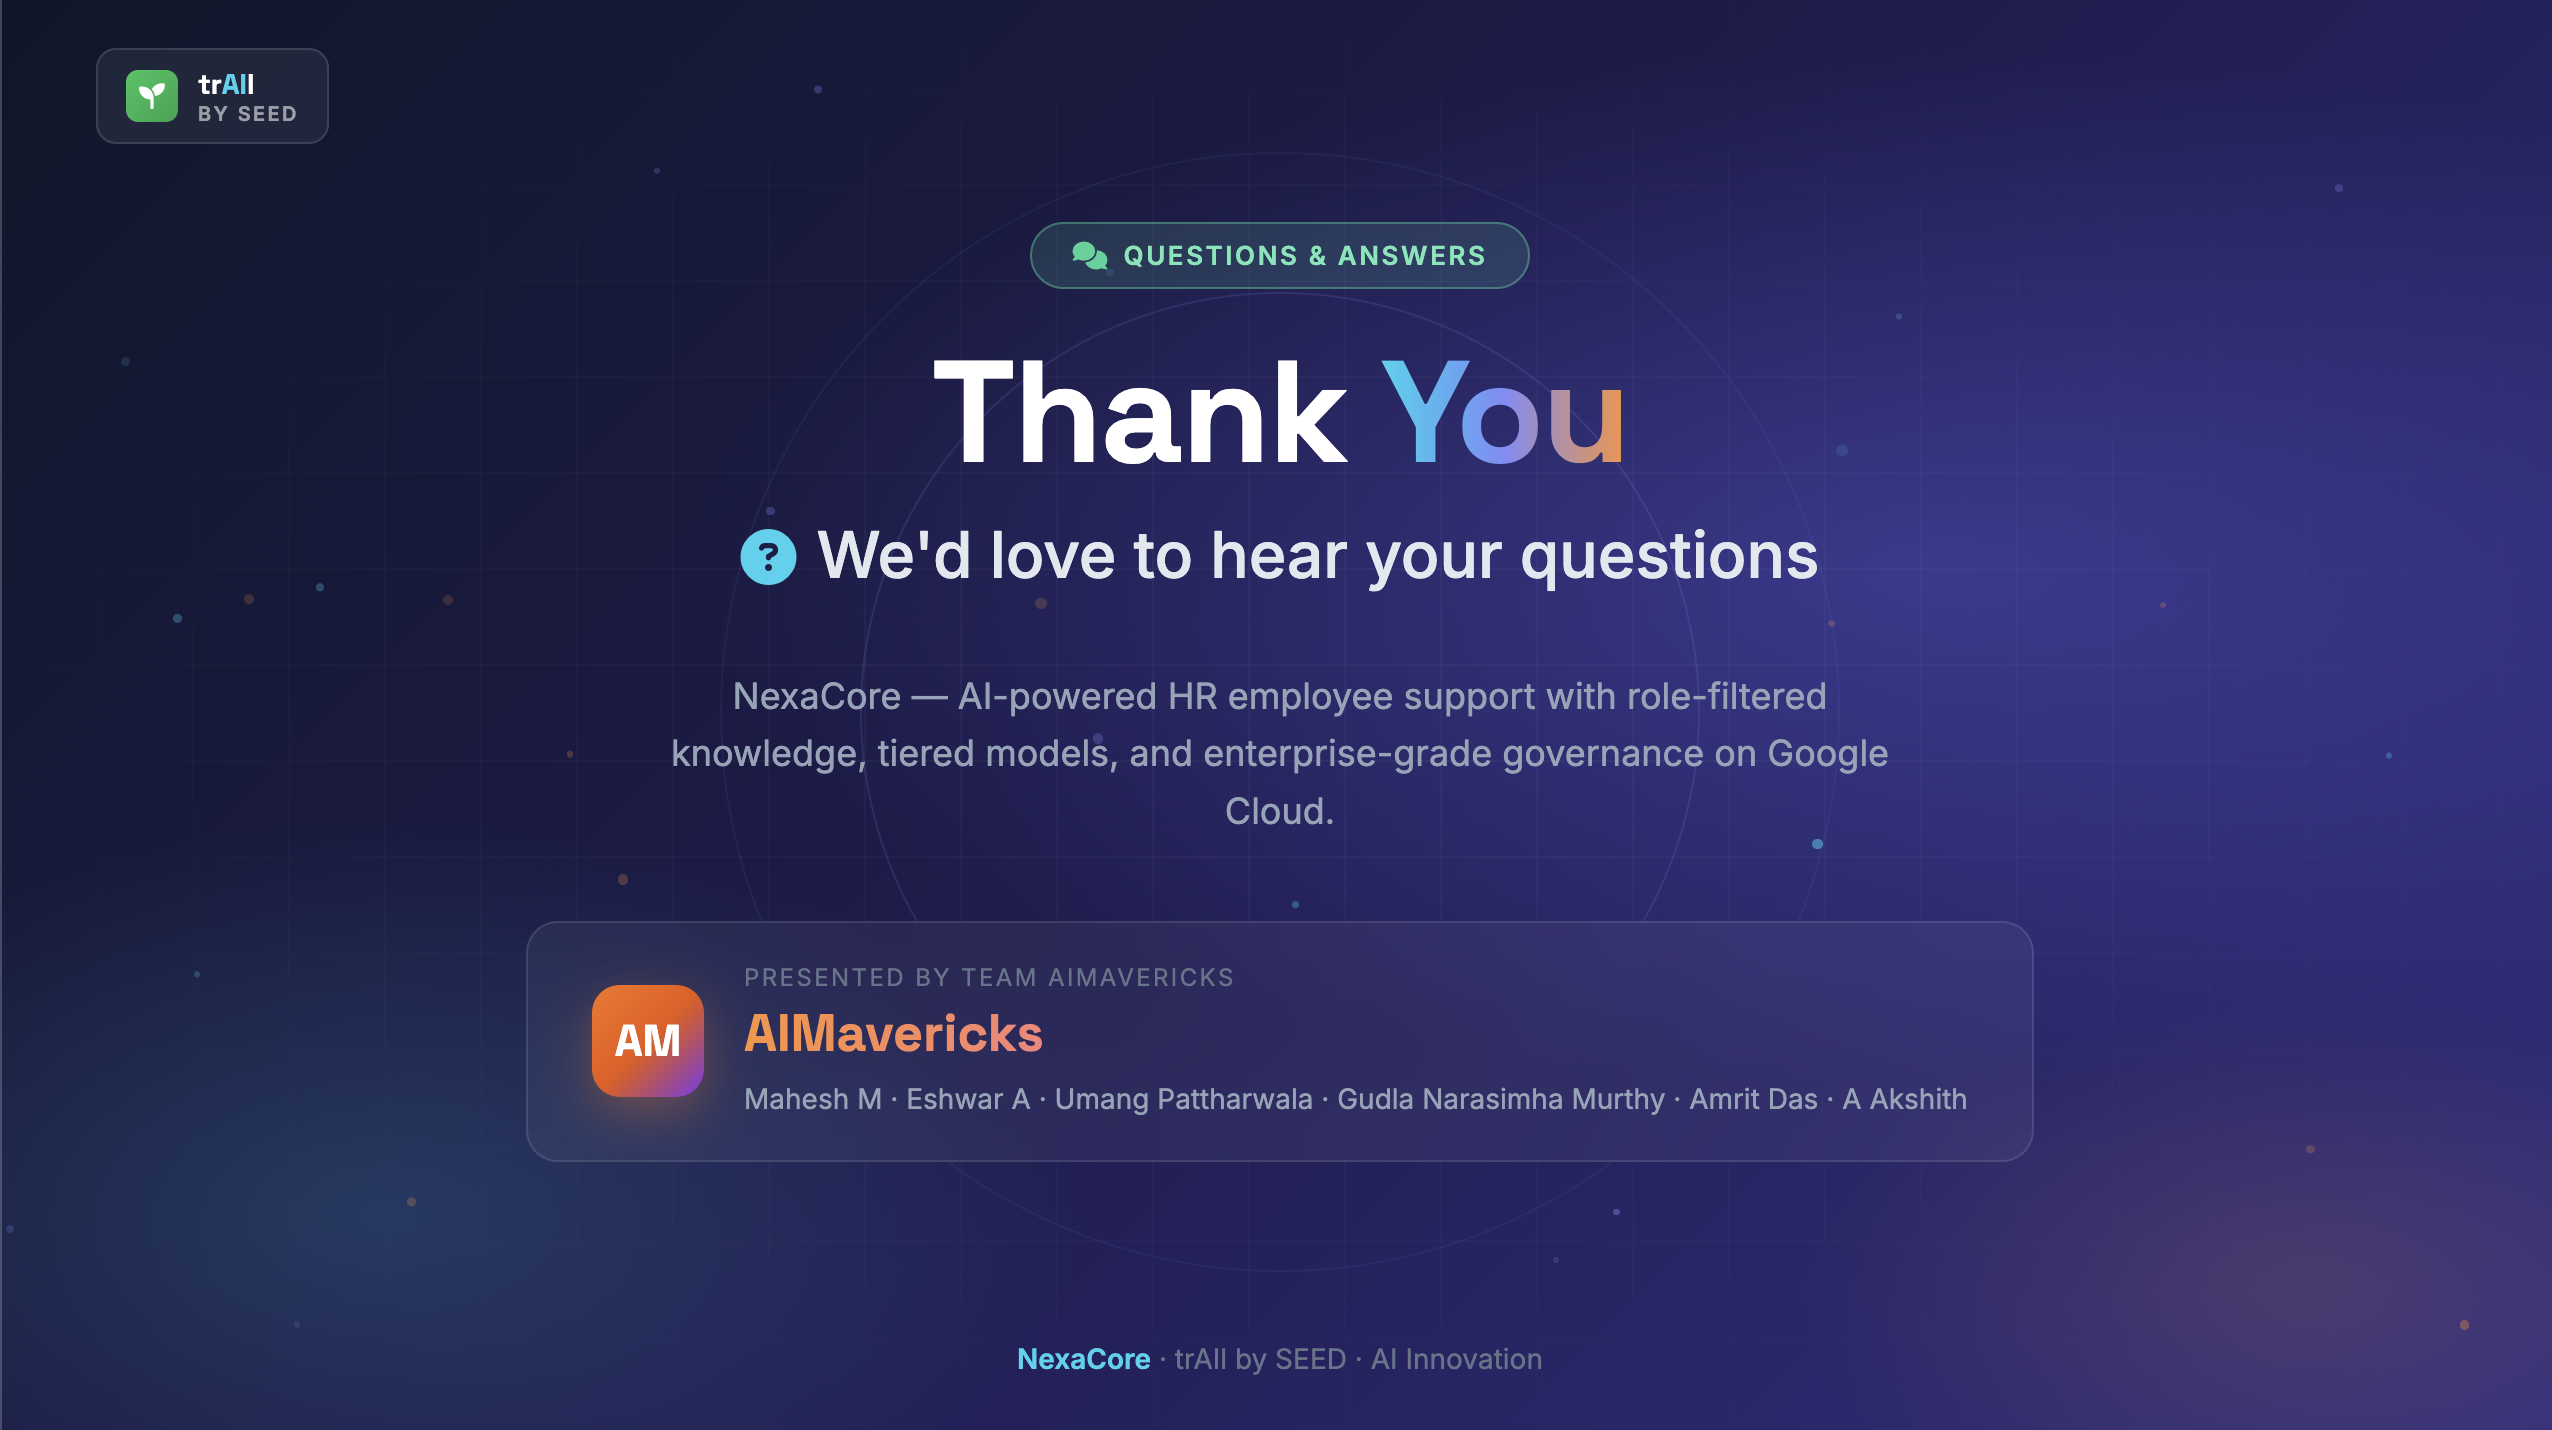 trAIl
BY SEED
QUESTIONS & ANSWERS
Thank You
? We'd love to hear your questions
NexaCore — AI-powered HR employee support with role-filtered
knowledge, tiered models, and enterprise-grade governance on Google
Cloud.
AM
PRESENTED BY TEAM AIMAVERICKS
AIMavericks
Mahesh M · Eshwar A · Umang Pattharwala · Gudla Narasimha Murthy · Amrit Das · A Akshith
NexaCore · trAIl by SEED · AI Innovation